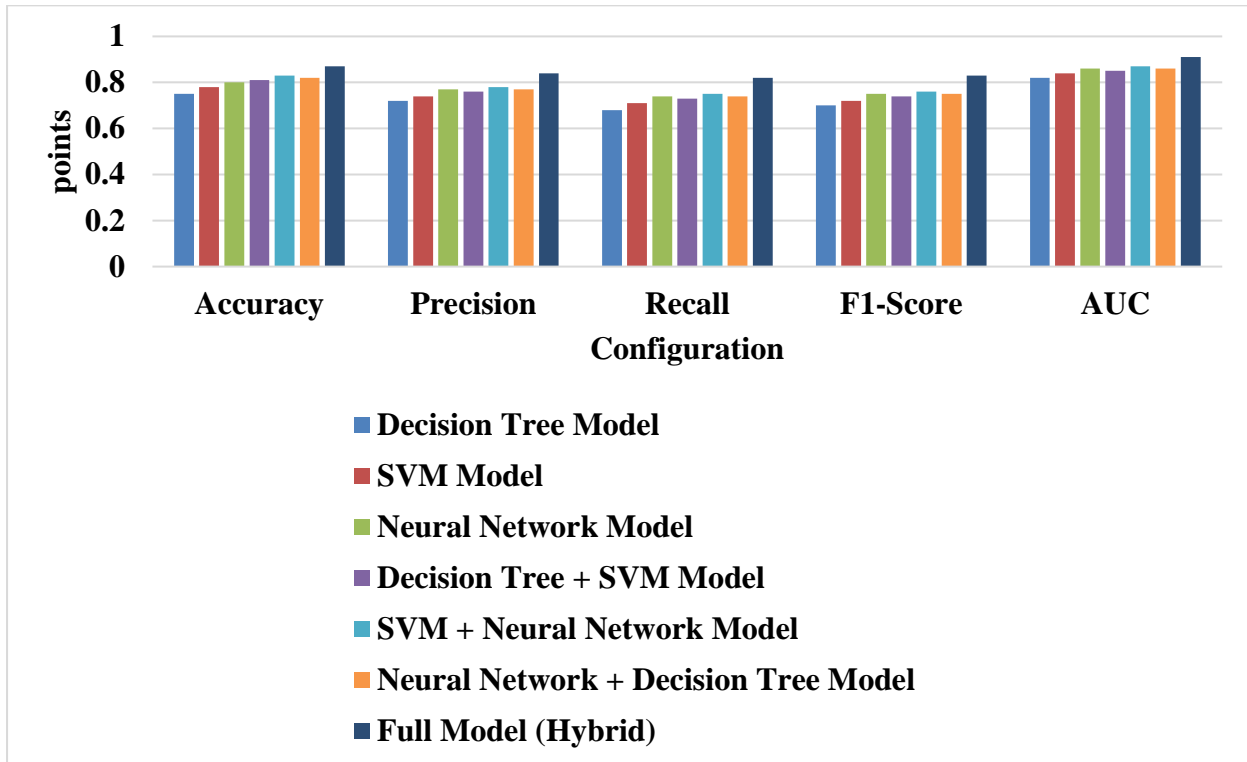 1
0.8
0.6
0.4
0.2
0
points
Accuracy
Precision
Recall
F1-Score
AUC
Configuration
Decision Tree Model
SVM Model
Neural Network Model
Decision Tree + SVM Model
SVM + Neural Network Model
Neural Network + Decision Tree Model
Full Model (Hybrid)